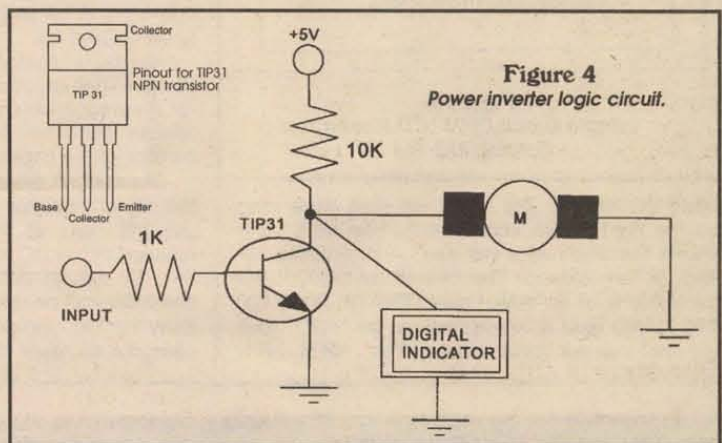 Collector
Pinout for TIP31
NPN transistor
TIP 31
Base
Collector
Emitter
+5V
Figure 4
Power inverter logic circuit.
10K
TIP31
1K
INPUT
M
DIGITAL
INDICATOR